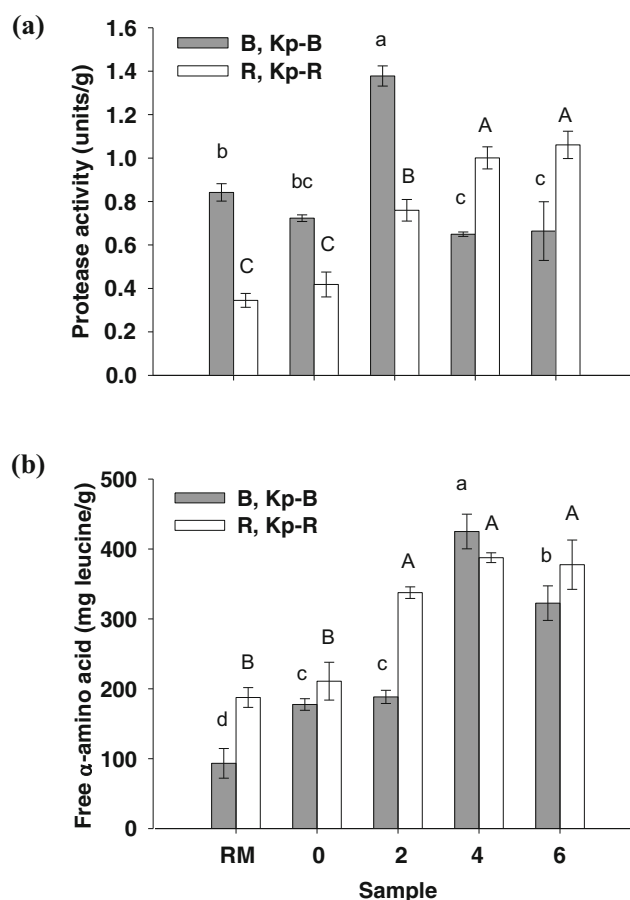 (a)
B, Kp-B
R, Kp-R
Protease activity (units/g)
1.6
1.4
1.2
1.0
0.8
0.6
0.4
0.2
0.0
b
C
bc
C
a
B
c
A
c
A
(b)
B, Kp-B
R, Kp-R
Free α-amino acid (mg leucine/g)
500
400
300
200
100
0
d
B
c
B
c
A
a
A
b
A
RM 0 2 4 6
Sample